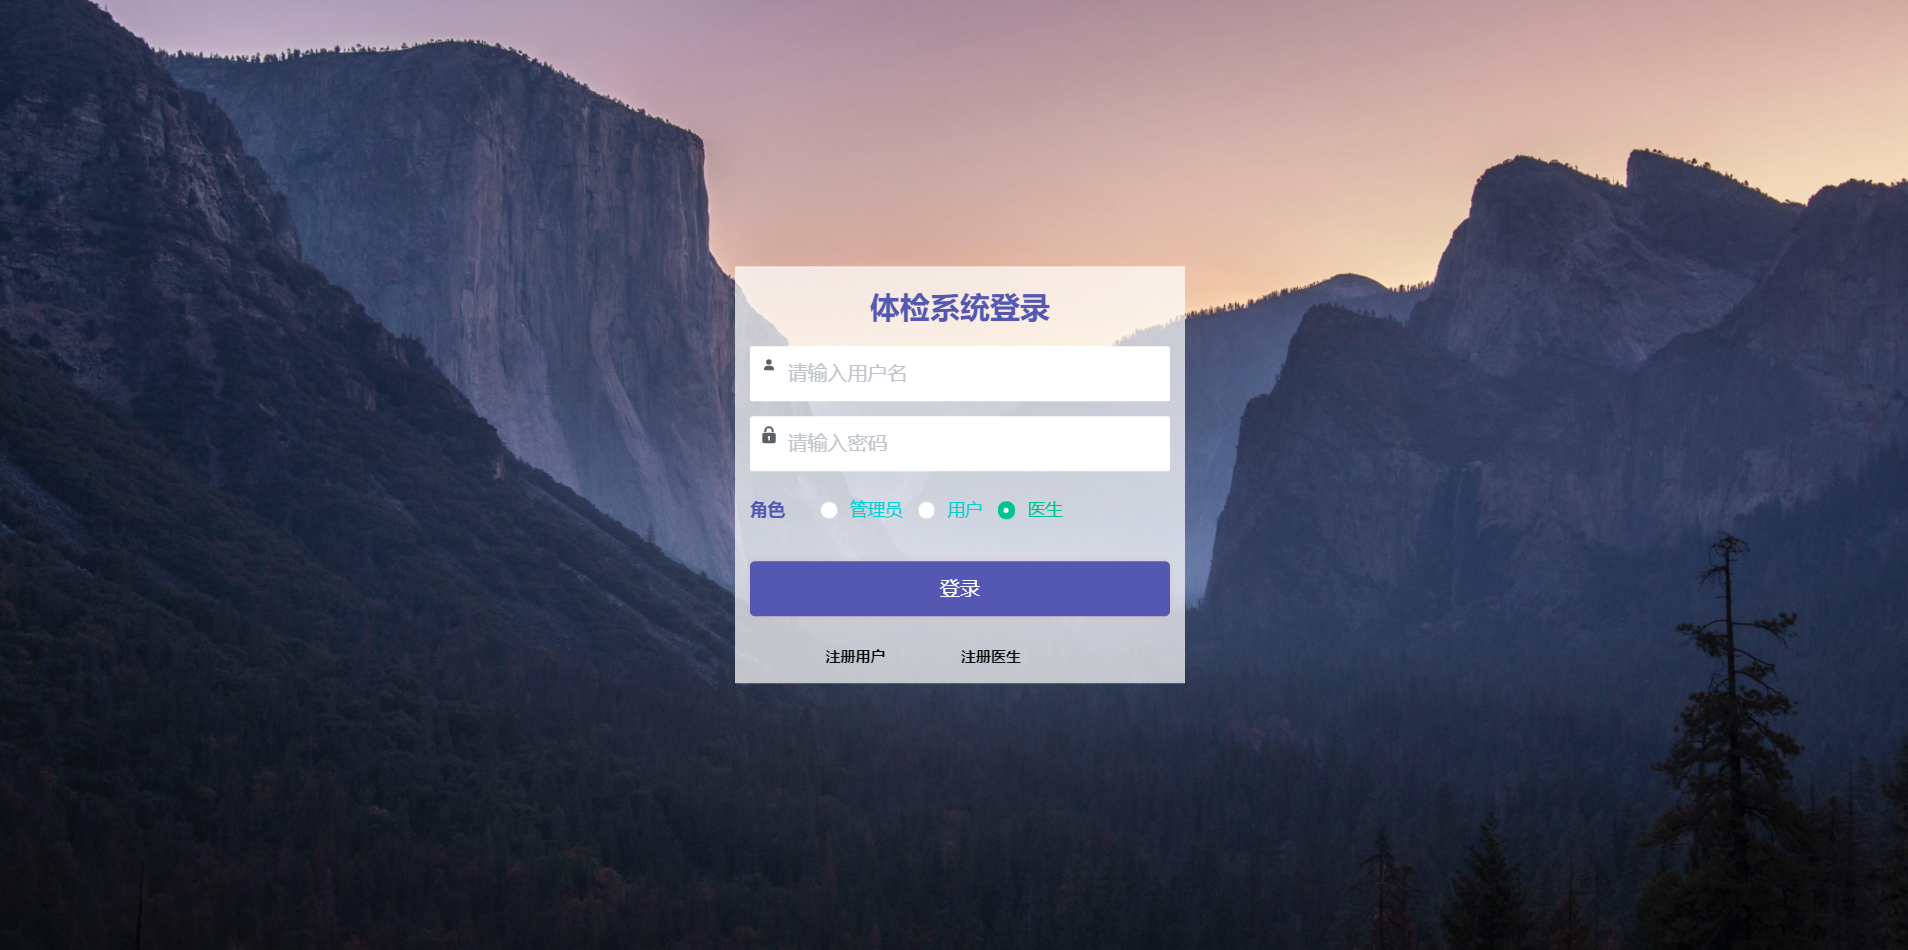 体检系统登录
请输入用户名
请输入密码
角色 管理员 用户 医生
登录
注册用户 注册医生